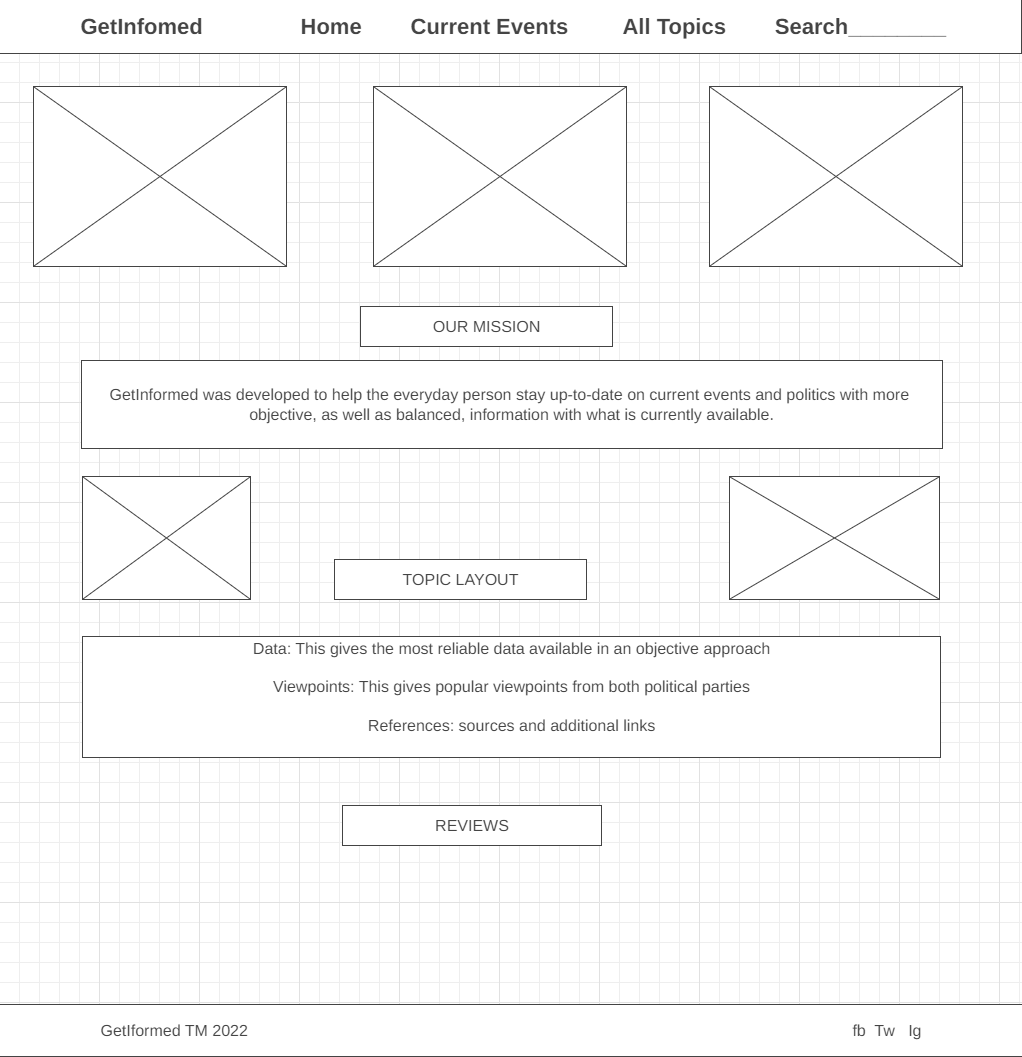 GetInfomed Home Current Events All Topics Search________
OUR MISSION
GetInformed was developed to help the everyday person stay up-to-date on current events and politics with more
objective, as well as balanced, information with what is currently available.
TOPIC LAYOUT
Data: This gives the most reliable data available in an objective approach
Viewpoints: This gives popular viewpoints from both political parties
References: sources and additional links
REVIEWS
GetIformed TM 2022 fb Tw Ig